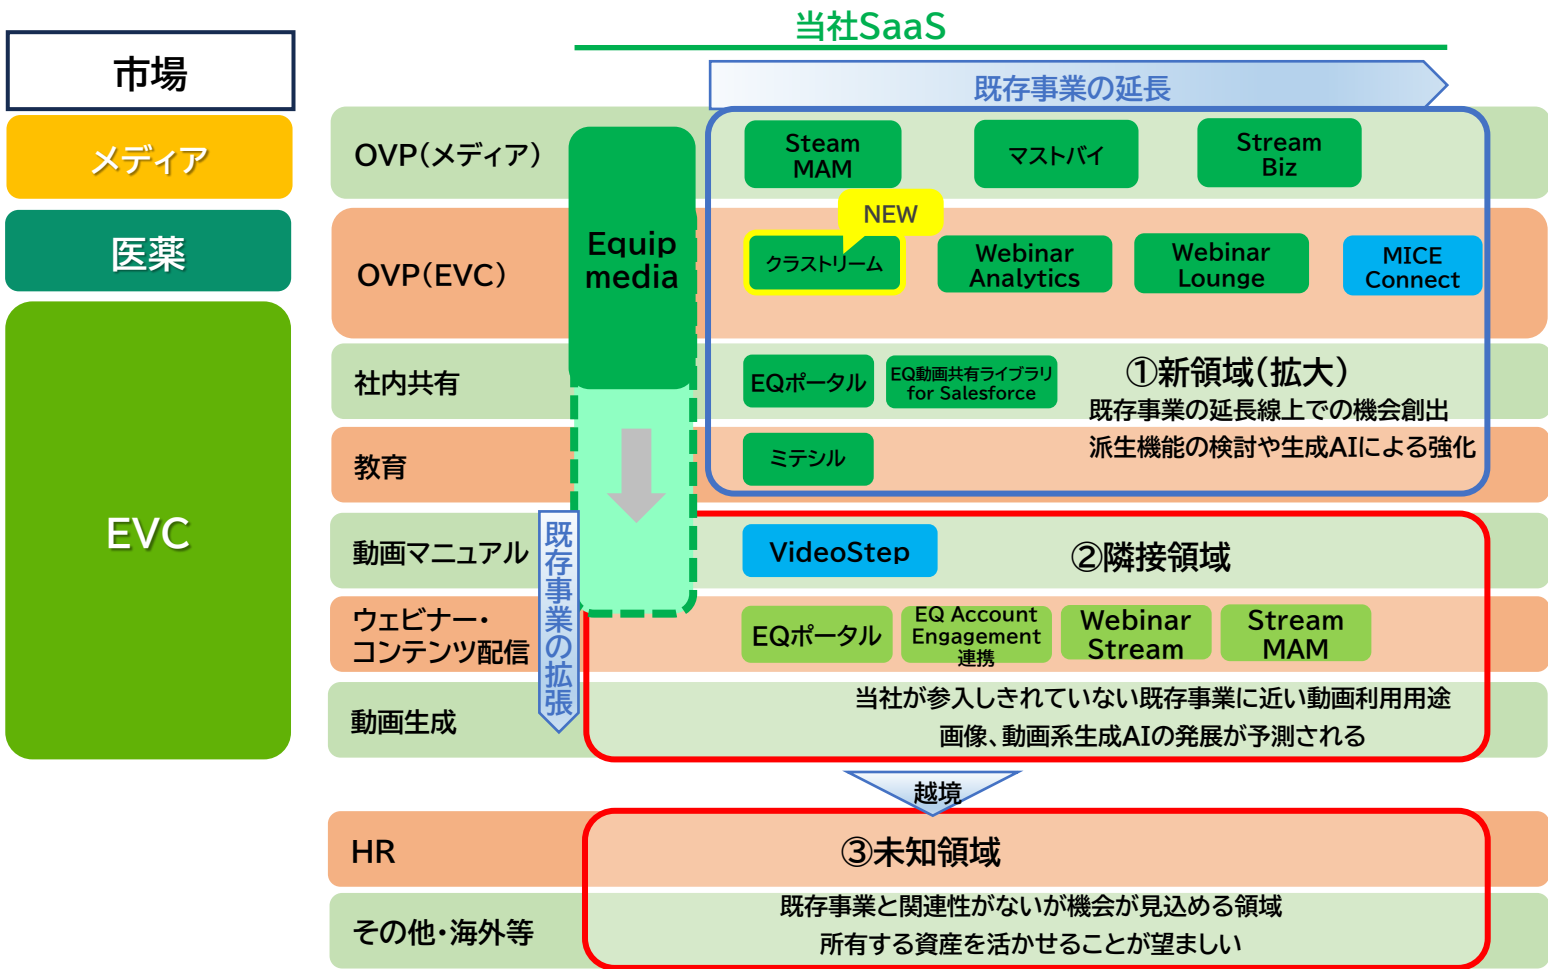 当社SaaS
市場
既存事業の延長
メディア
OVP(メディア)
Steam
MAM
マストバイ
Stream
Biz
医薬
OVP(EVC)
Equip
media
NEW
クラストリーム
Webinar
Analytics
Webinar
Lounge
MICE
Connect
EVC
社内共有
EQポータル
EQ動画共有ライブラリ
for Salesforce
①新領域(拡大)
既存事業の延長線上での機会創出
派生機能の検討や生成AIによる強化
教育
ミテシル
既存事業の拡張
動画マニュアル
VideoStep
②隣接領域
ウェビナー・
コンテンツ配信
EQポータル
EQ Account
Engagement
連携
Webinar
Stream
Stream
MAM
動画生成
当社が参入しきれていない既存事業に近い動画利用用途
画像、動画系生成AIの発展が予測される
越境
HR
③未知領域
その他・海外等
既存事業と関連性がないが機会が見込める領域
所有する資産を活かせることが望ましい